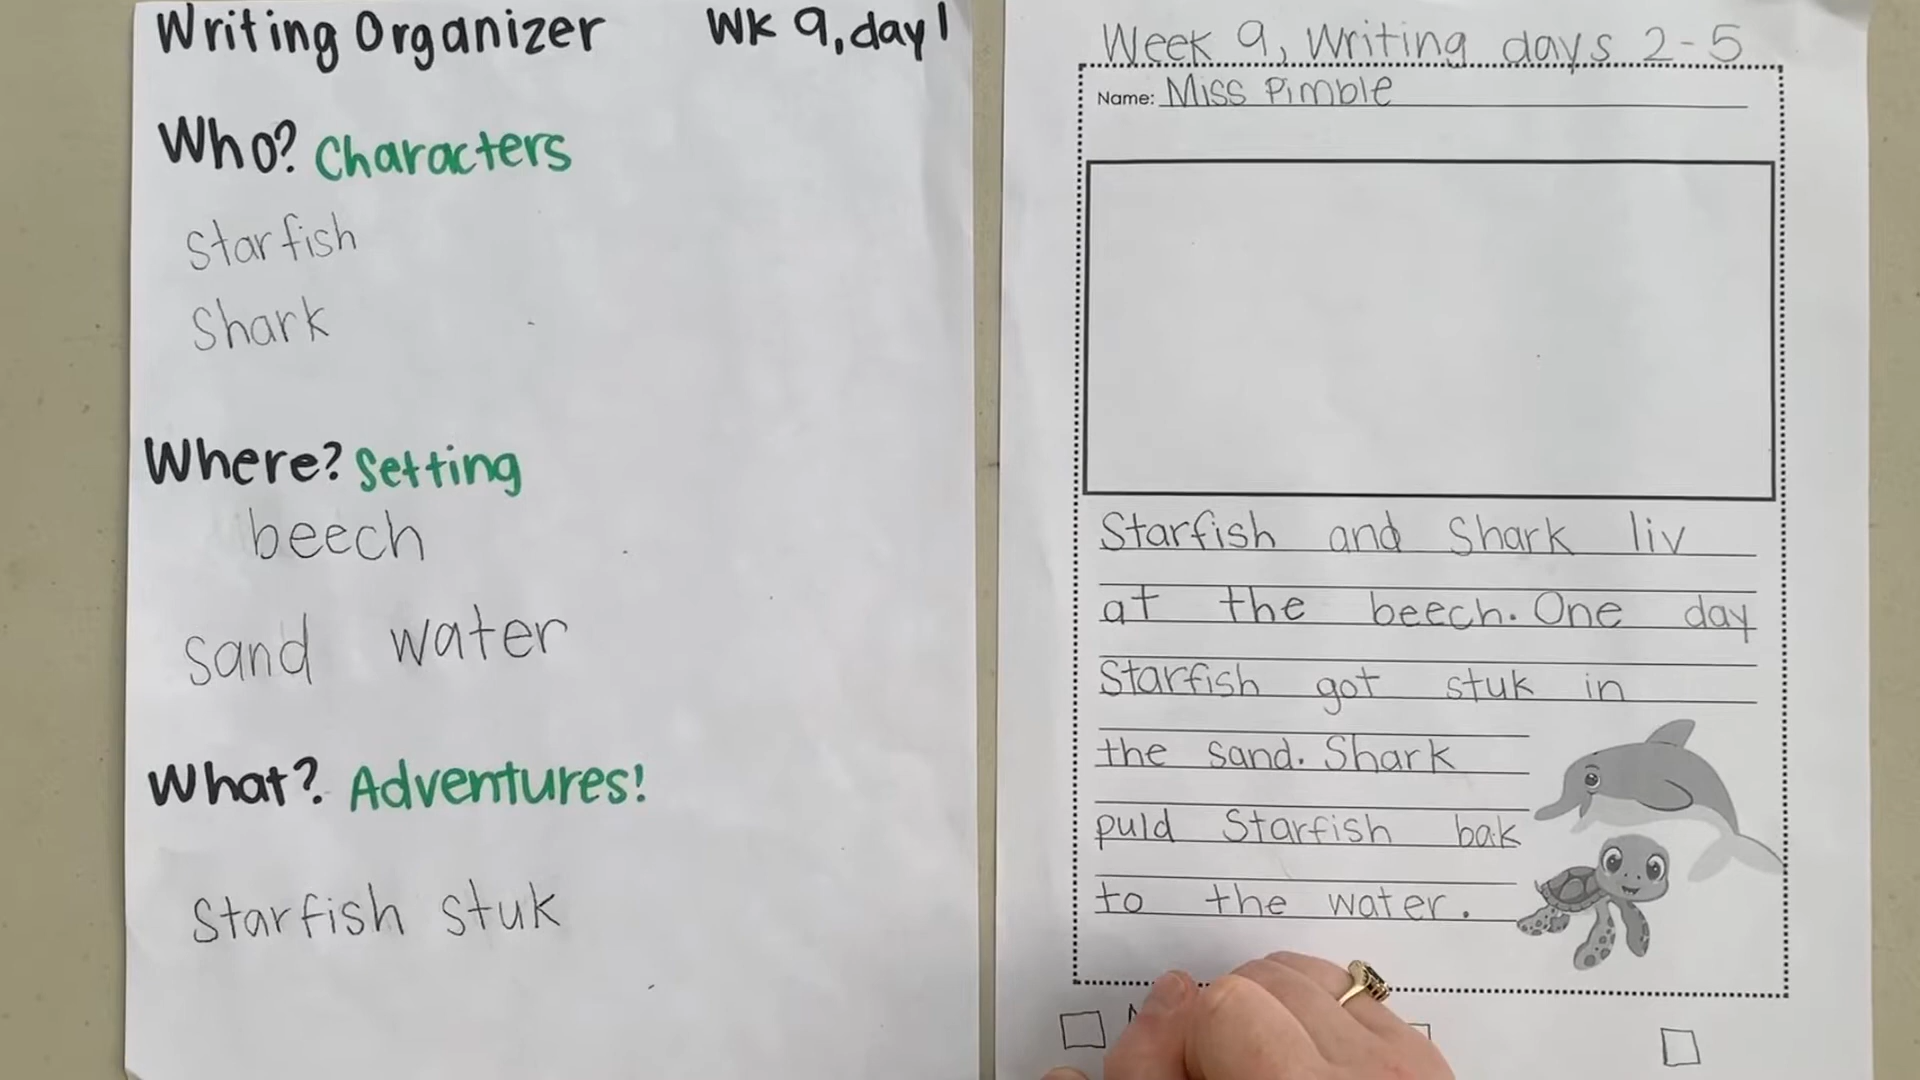 Writing Organizer Wk 9, day 1
Who? Characters
Starfish
Shark
Where? Setting
beech
sand water
What? Adventures!
Starfish stuk
Week 9, Writing days 2-5
Name: Miss Pimble
Starfish and Shark liv
at the beech. One day
Starfish got stuk in
the sand. Shark
puld Starfish bak
to the water.